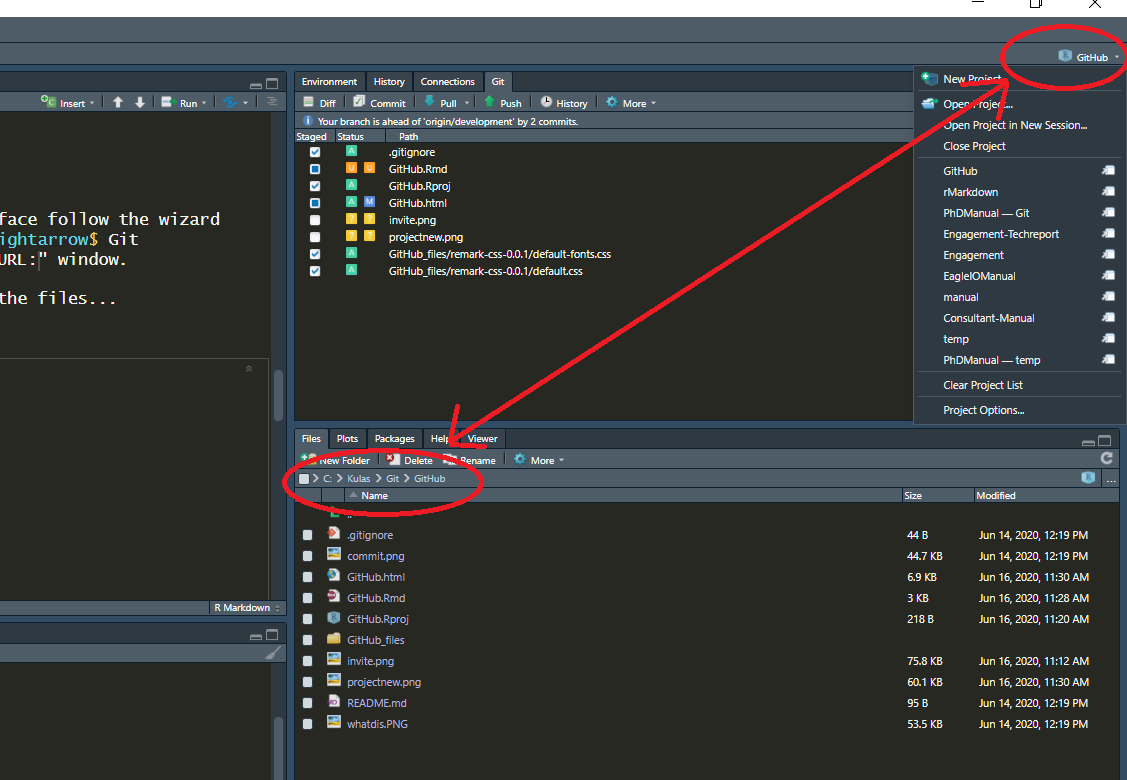 GitHub
New Project...
Open Project...
Open Project in New Session...
Close Project
GitHub
rMarkdown
PhDManual — Git
Engagement-Techreport
Engagement
EagleIOManual
manual
Consultant-Manual
temp
PhDManual — temp
Clear Project List
Project Options...
Insert Run
face follow the wizard
ightarrow$ Git
URL:" window.
the files...
R Markdown
Environment History Connections Git
Diff Commit Pull Push History More
Your branch is ahead of 'origin/development' by 2 commits.
Staged Status Path
A .gitignore
U U GitHub.Rmd
A GitHub.Rproj
A M GitHub.html
? ? invite.png
? ? projectnew.png
A GitHub_files/remark-css-0.0.1/default-fonts.css
A GitHub_files/remark-css-0.0.1/default.css
Files Plots Packages Help Viewer
New Folder Delete Rename More
C: Kulas Git GitHub
Name Size Modified
..
.gitignore 44 B Jun 14, 2020, 12:19 PM
commit.png 44.7 KB Jun 14, 2020, 12:19 PM
GitHub.html 6.9 KB Jun 16, 2020, 11:30 AM
GitHub.Rmd 3 KB Jun 16, 2020, 11:28 AM
GitHub.Rproj 218 B Jun 16, 2020, 11:20 AM
GitHub_files
invite.png 75.8 KB Jun 16, 2020, 11:12 AM
projectnew.png 60.1 KB Jun 16, 2020, 11:30 AM
README.md 95 B Jun 14, 2020, 12:19 PM
whatdis.PNG 53.5 KB Jun 14, 2020, 12:19 PM